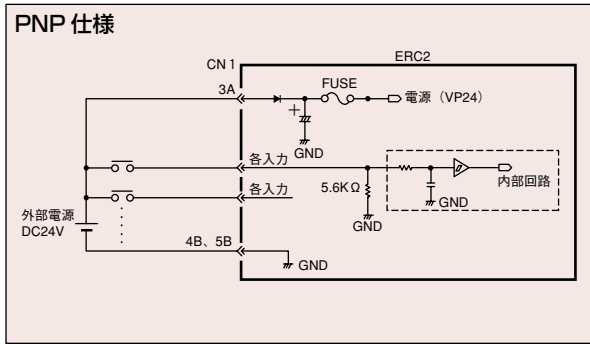 PNP 仕様
CN 1
ERC2
3A
FUSE
電源（VP24）
+
GND
各入力
各入力
5.6KΩ
内部回路
GND
GND
外部電源
DC24V
4B、5B
GND